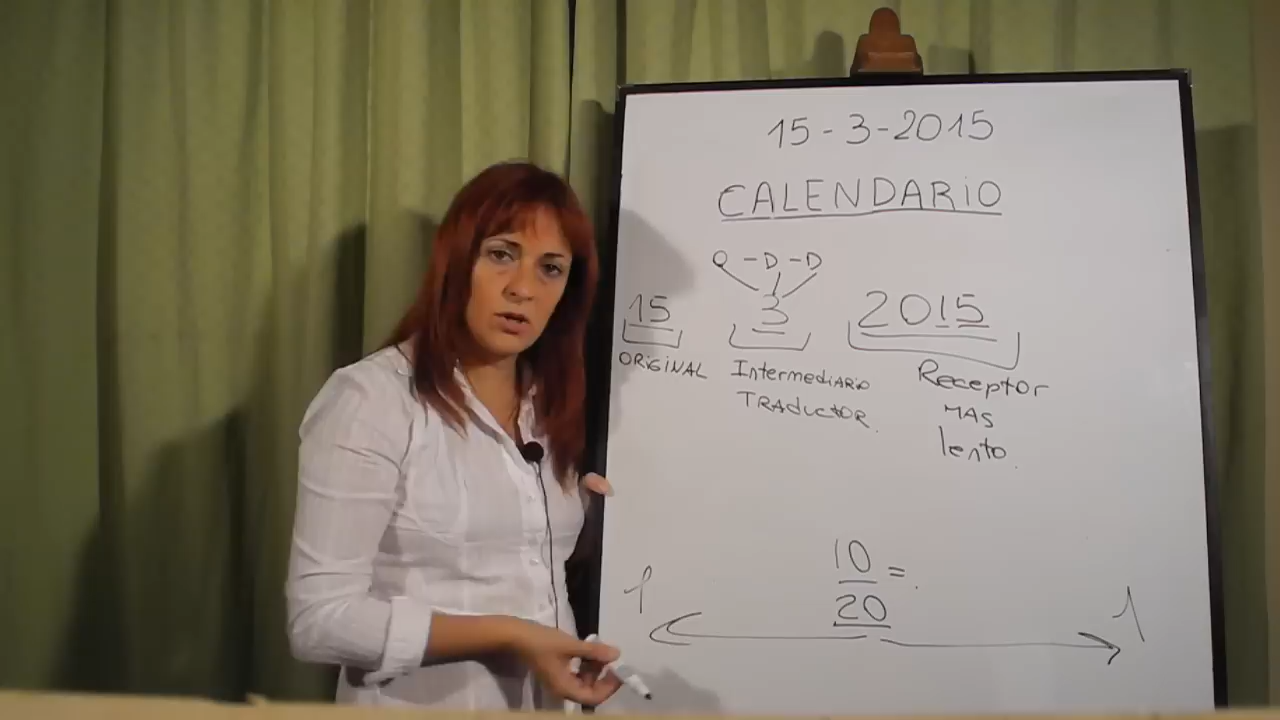 15-3-2015
CALENDARIO
D-D-D
15 3 2015
ORIGINAL Intermediario Receptor
TRAductOR. MAS
lento.
10 =
20
1 1